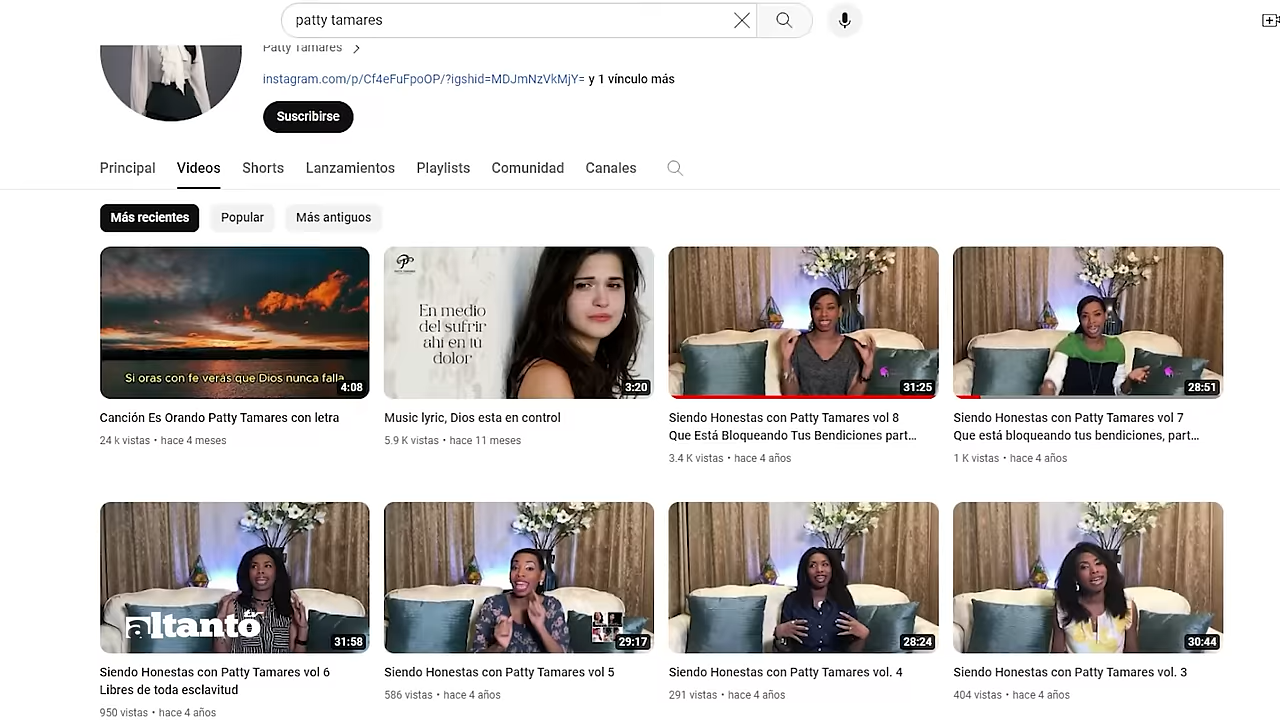 patty tamares
Patty Tamares
instagram.com/p/Cf4eFuFpoOP/?igshid=MDJmNzVkMjY= y 1 vínculo más
Suscribirse
Principal Videos Shorts Lanzamientos Playlists Comunidad Canales
Más recientes Popular Más antiguos
Si oras con fe verás que Dios nunca falla
4:08
En medio
del sufrir
ahí en tu
dolor
3:20
31:25
28:51
Canción Es Orando Patty Tamares con letra
24 k vistas • hace 4 meses
Music lyric, Dios esta en control
5.9 K vistas • hace 11 meses
Siendo Honestas con Patty Tamares vol 8
Que Está Bloqueando Tus Bendiciones part...
3.4 K vistas • hace 4 años
Siendo Honestas con Patty Tamares vol 7
Que está bloqueando tus bendiciones, part...
1 K vistas • hace 4 años
altanto
31:58
29:17
28:24
30:44
Siendo Honestas con Patty Tamares vol 6
Libres de toda esclavitud
950 vistas • hace 4 años
Siendo Honestas con Patty Tamares vol 5
586 vistas • hace 4 años
Siendo Honestas con Patty Tamares vol. 4
291 vistas • hace 4 años
Siendo Honestas con Patty Tamares vol. 3
404 vistas • hace 4 años